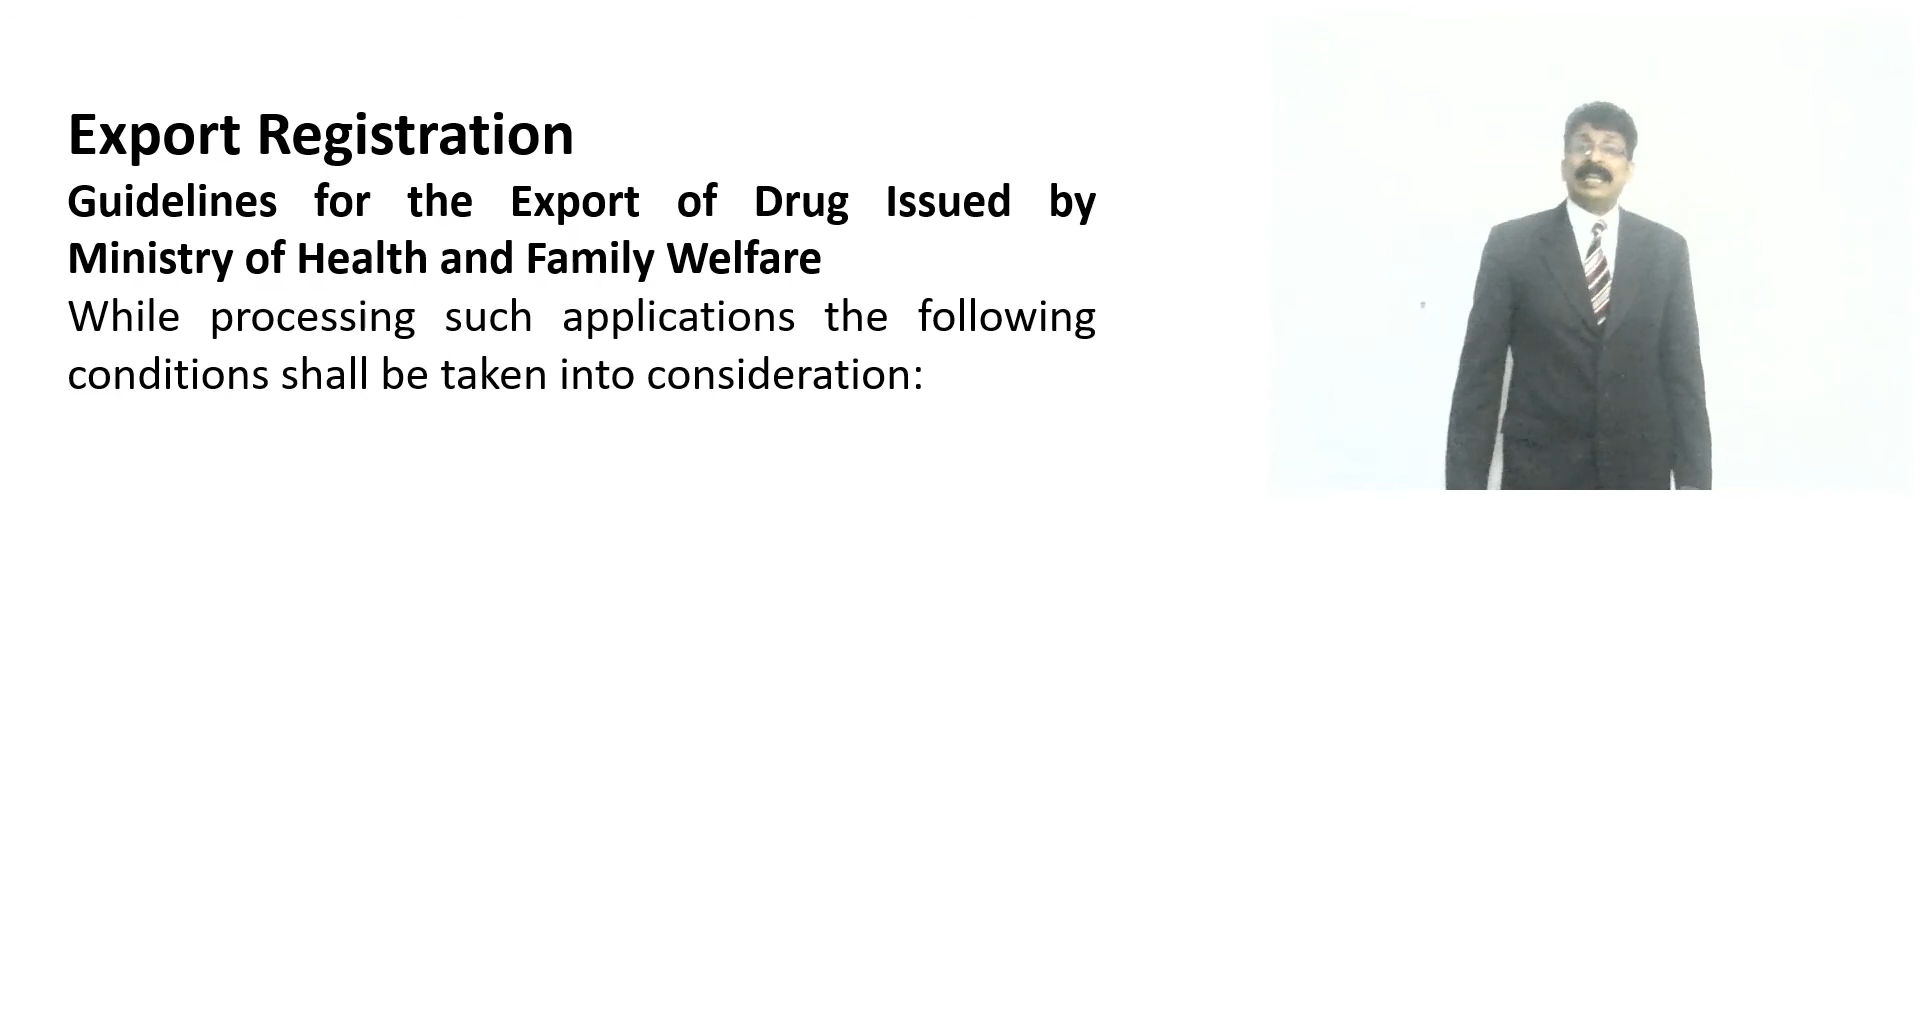 Export Registration
Guidelines for the Export of Drug Issued by
Ministry of Health and Family Welfare
While processing such applications the following
conditions shall be taken into consideration: